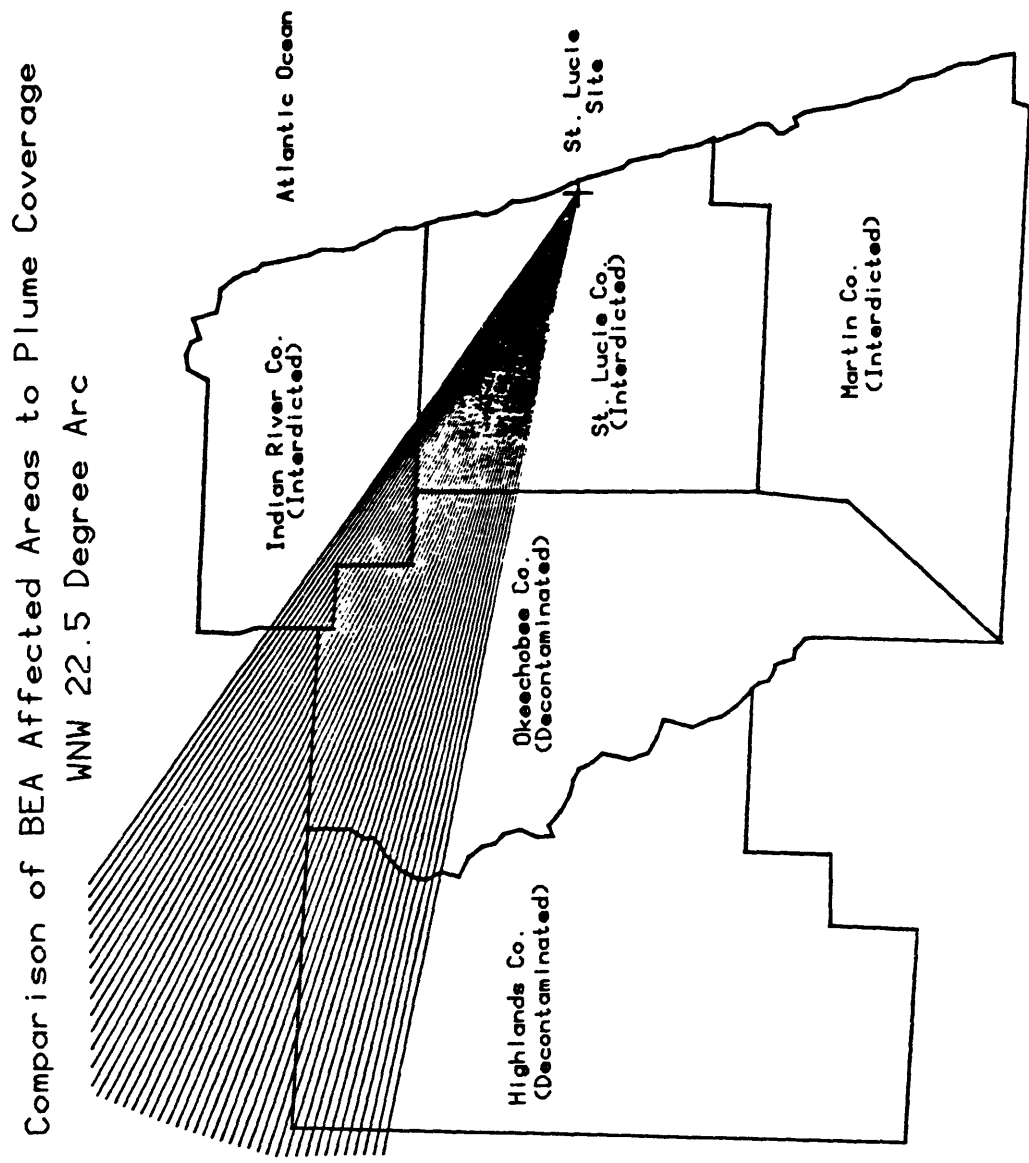 Comparison of BEA Affected Areas to Plume Coverage
WNW 22.5 Degree Arc
Atlantic Ocean
Indian River Co.
(Interdicted)
St. Lucie
Site
St. Lucie Co.
(Interdicted)
Okeechobee Co.
(Decontaminated)
Highlands Co.
(Decontaminated)
Martin Co.
(Interdicted)